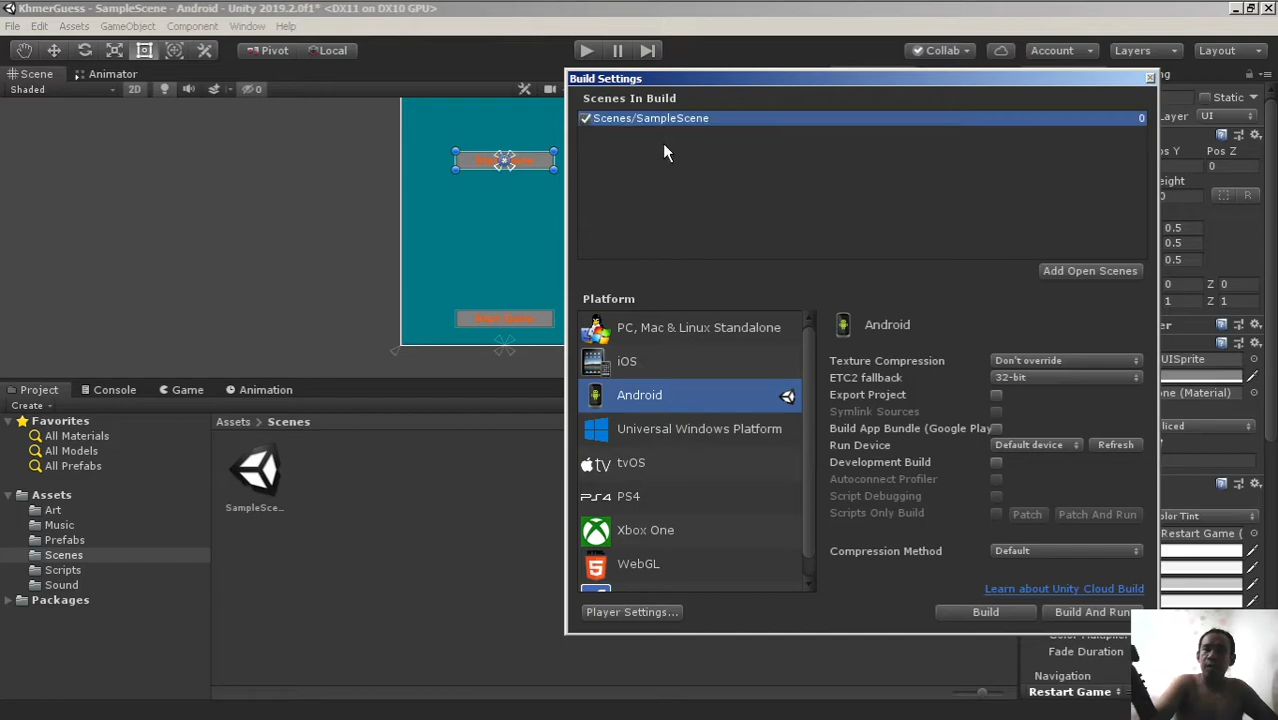 KhmerGuess - SampleScene - Android - Unity 2019.2.0f1* <DX11 on DX10 GPU>
File Edit Assets GameObject Component Window Help
Pivot Local Collab Account Layers Layout
Scene Animator
Shaded 2D 0 Static
Build Settings
Scenes In Build
Scenes/SampleScene 0
Layer UI
Pos Y Pos Z
0
0.5
0.5
0.5
0 Z 0
1 Z 1
Add Open Scenes
Platform
PC, Mac & Linux Standalone
iOS
Android
Universal Windows Platform
tvOS
PS4
Xbox One
WebGL
Android
Texture Compression Don't override
ETC2 fallback 32-bit
Export Project
Symlink Sources
Build App Bundle (Google Play
Run Device Default device Refresh
Development Build
Autoconnect Profiler
Script Debugging
Scripts Only Build Patch Patch And Run
Compression Method Default
Learn about Unity Cloud Build
Player Settings... Build Build And Run
UISprite
one (Material)
liced
olor Tint
Restart Game (
Fade Duration
Navigation
Restart Game
Start Game
Project Console Game Animation
Create
Favorites
All Materials
All Models
All Prefabs
Assets
Art
Music
Prefabs
Scenes
Scripts
Sound
Packages
Assets Scenes
SampleSce...